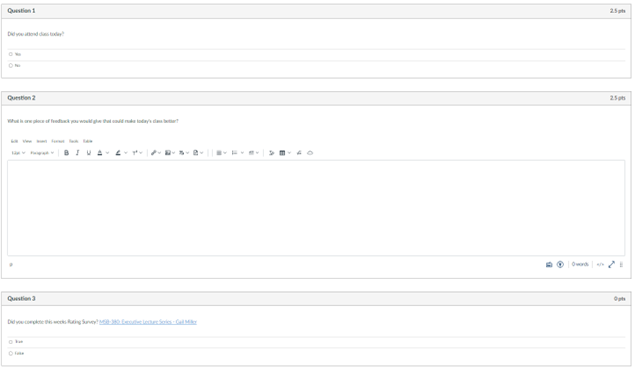 Question 1 2.5 pts
Did you attend class today?
Yes
No
Question 2 2.5 pts
What is one piece of feedback you would give that could make today's class better?
Edit View Insert Format Tools Table
12pt Paragraph B I U A
0 words </>
Question 3 0 pts
Did you complete this weeks Rating Survey? MSB 380: Executive Lecture Series - Gail Miller
True
False